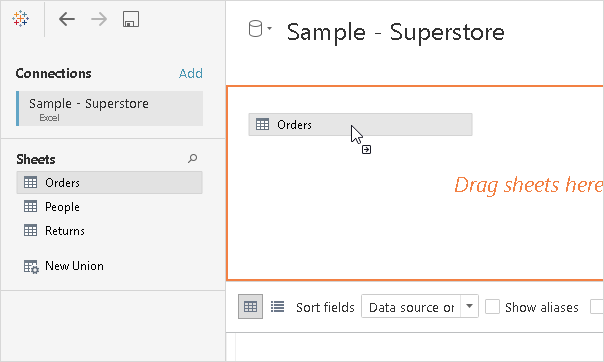 Sample - Superstore
Connections
Add
Sample - Superstore
Excel
Sheets
Orders
People
Returns
New Union
Orders
Drag sheets here
Sort fields
Data source or
Show aliases